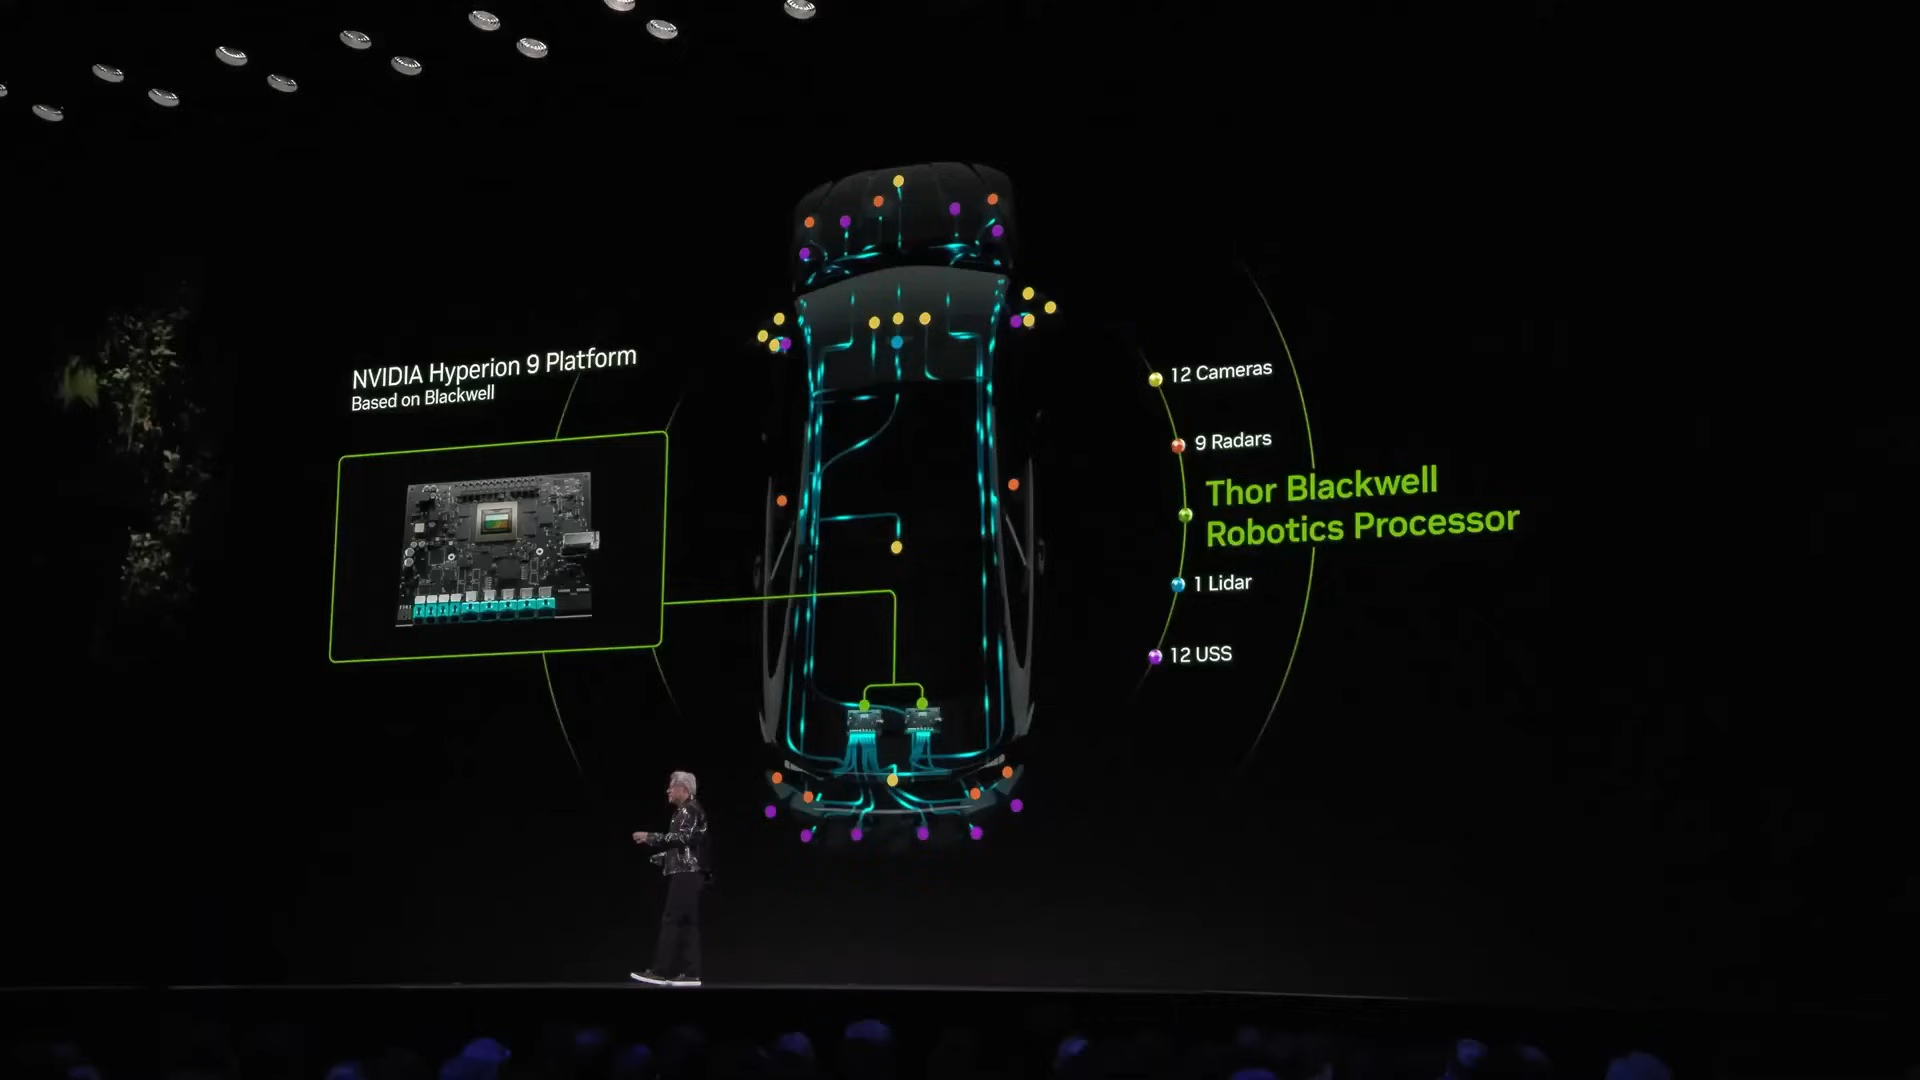 NVIDIA Hyperion 9 Platform
Based on Blackwell
12 Cameras
9 Radars
Thor Blackwell
Robotics Processor
1 Lidar
12 USS